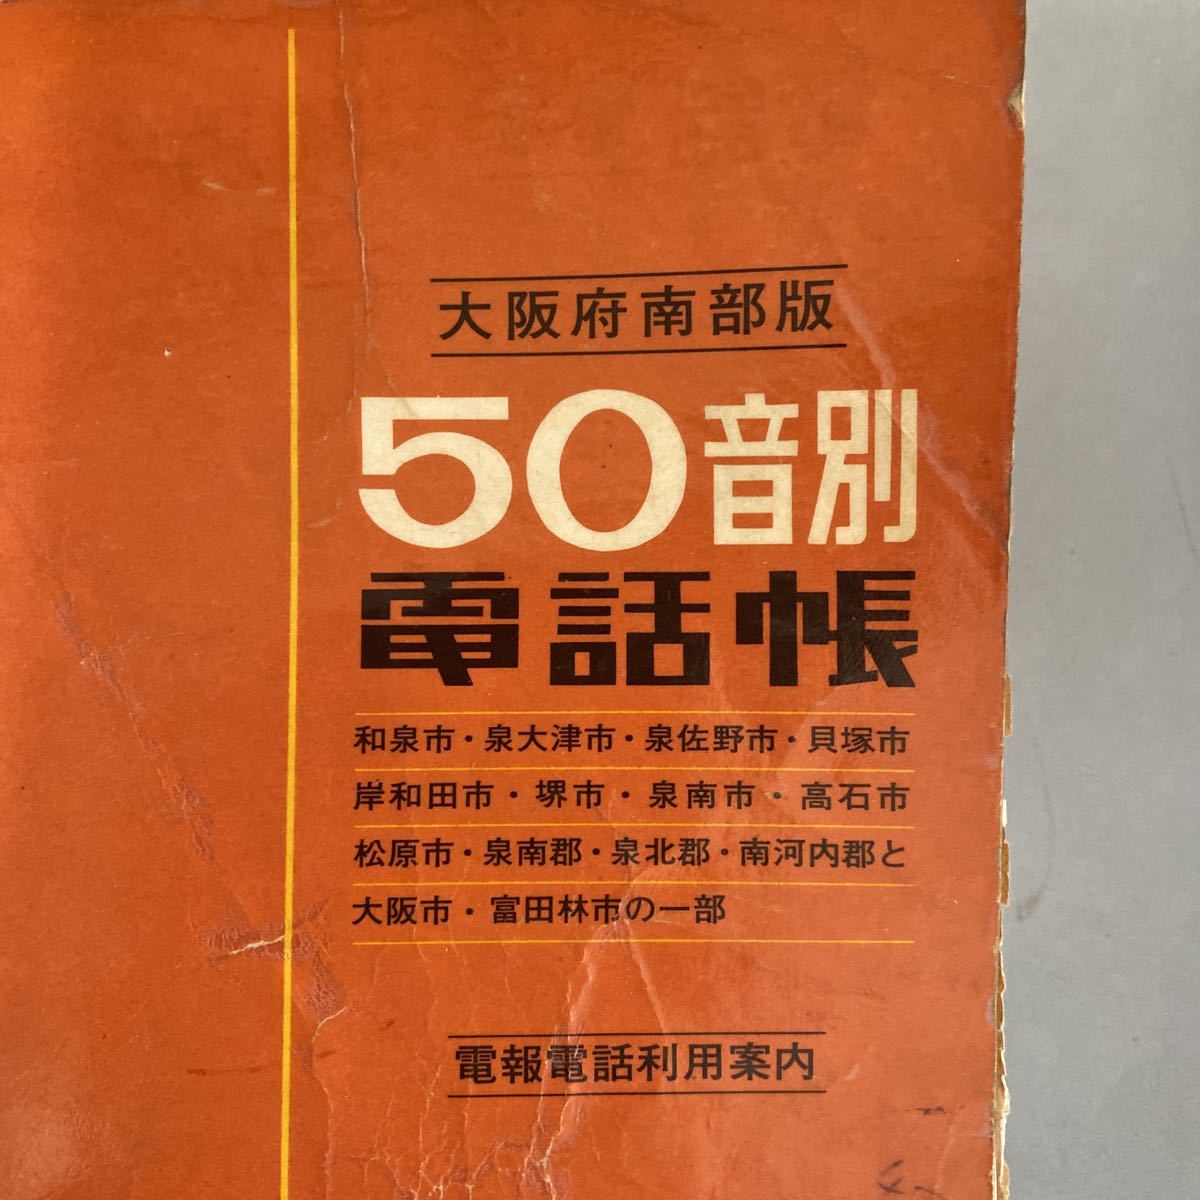 大阪府南部版
50音別
電話帳
和泉市・泉大津市・泉佐野市・貝塚市
岸和田市・堺市・泉南市・高石市
松原市・泉南郡・泉北郡・南河内郡と
大阪市・富田林市の一部
電報電話利用案内